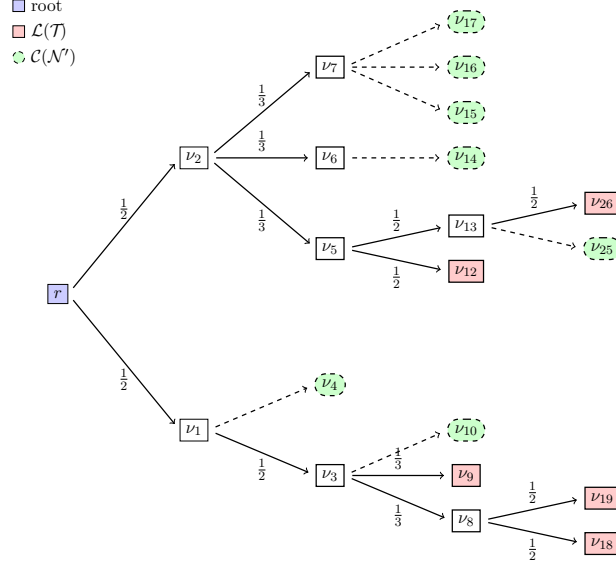 root
𝓛(𝓣)
𝓒(𝓝′)
ν₁₇
ν₇
ν₁₆
1/3
ν₁₅
ν₂
1/3
ν₆
ν₁₄
1/2
1/3
1/2
ν₂₆
1/2
ν₁₃
ν₅
ν₂₅
1/2
ν₁₂
r
1/2
ν₄
ν₁
ν₁₀
1/3
1/2
ν₃
ν₉
1/3
1/2
ν₁₉
ν₈
1/2
ν₁₈